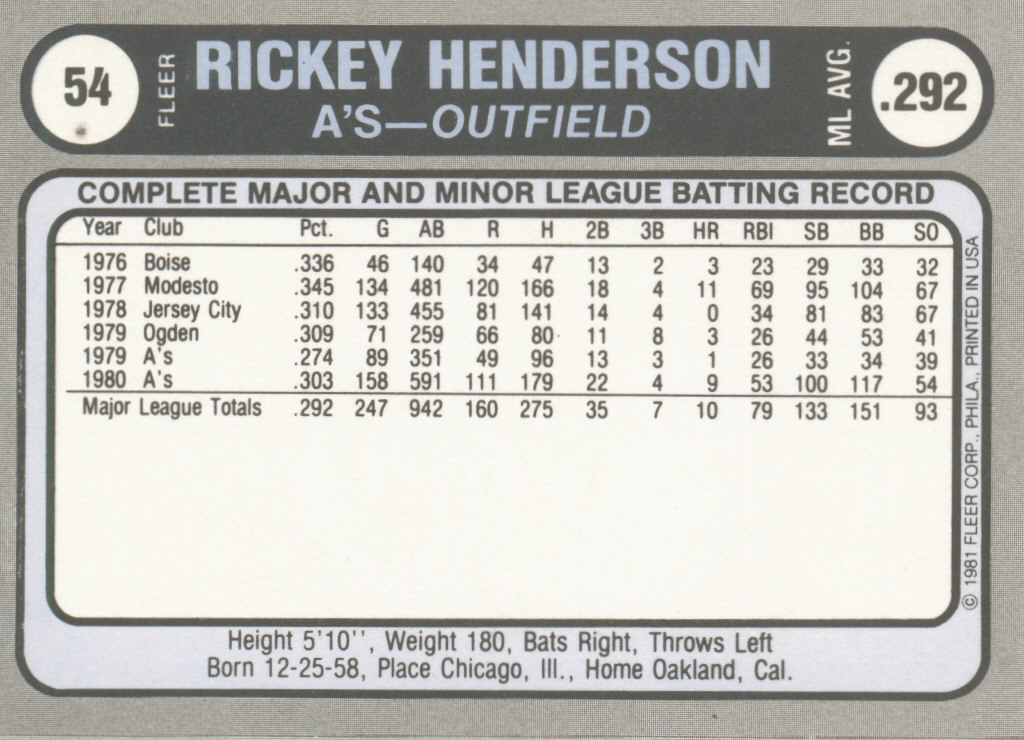 54 FLEER RICKEY HENDERSON ML AVG. .292
A'S—OUTFIELD
COMPLETE MAJOR AND MINOR LEAGUE BATTING RECORD
Year Club Pct. G AB R H 2B 3B HR RBI SB BB SO
1976 Boise .336 46 140 34 47 13 2 3 23 29 33 32
1977 Modesto .345 134 481 120 166 18 4 11 69 95 104 67
1978 Jersey City .310 133 455 81 141 14 4 0 34 81 83 67
1979 Ogden .309 71 259 66 80 11 8 3 26 44 53 41
1979 A's .274 89 351 49 96 13 3 1 26 33 34 39
1980 A's .303 158 591 111 179 22 4 9 53 100 117 54
Major League Totals .292 247 942 160 275 35 7 10 79 133 151 93
© 1981 FLEER CORP., PHILA., PRINTED IN USA
Height 5'10'', Weight 180, Bats Right, Throws Left
Born 12-25-58, Place Chicago, Ill., Home Oakland, Cal.